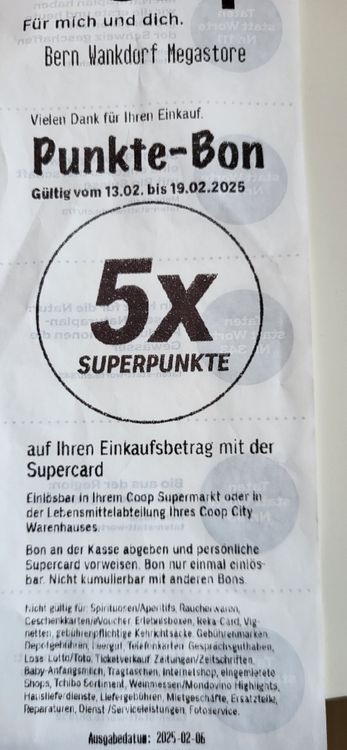 Für mich und dich.
Bern Wankdorf Megastore
Vielen Dank für Ihren Einkauf.
Punkte-Bon
Gültig vom 13.02. bis 19.02.2025
5x
SUPERPUNKTE
auf Ihren Einkaufsbetrag mit der
Supercard
Einlösbar in Ihrem Coop Supermarkt oder in
der Lebensmittelabteilung Ihres Coop City
Warenhauses.
Bon an der Kasse abgeben und persönliche
Supercard vorweisen. Bon nur einmal einlös-
bar. Nicht kumulierbar mit anderen Bons.
Nicht gültig für: Spirituosen/Aperitifs, Raucherwaren,
Geschenkkarten/eVoucher, Erlebnisboxen, Reka Card, Vig-
netten, gebührenpflichtige Kehrichtsäcke, Gebührenmarken,
Depotgebühren, Leergut, Telefonkarten, Gesprächsguthaben,
Lose, Lotto/Toto, Ticketverkauf, Zeitungen/Zeitschriften,
Baby-Anfangsmilch, Tragtaschen, Internetshop, eingemietete
Shops, Tchibo Sortiment, Weinmessen/Mondovino Highlights,
Hauslieferdienste, Liefergebühren, Mietgeschäfte, Ersatzteile,
Reparaturen, Dienst-/Serviceleistungen, Fotoservice.
Ausgabedatum: 2025-02-06